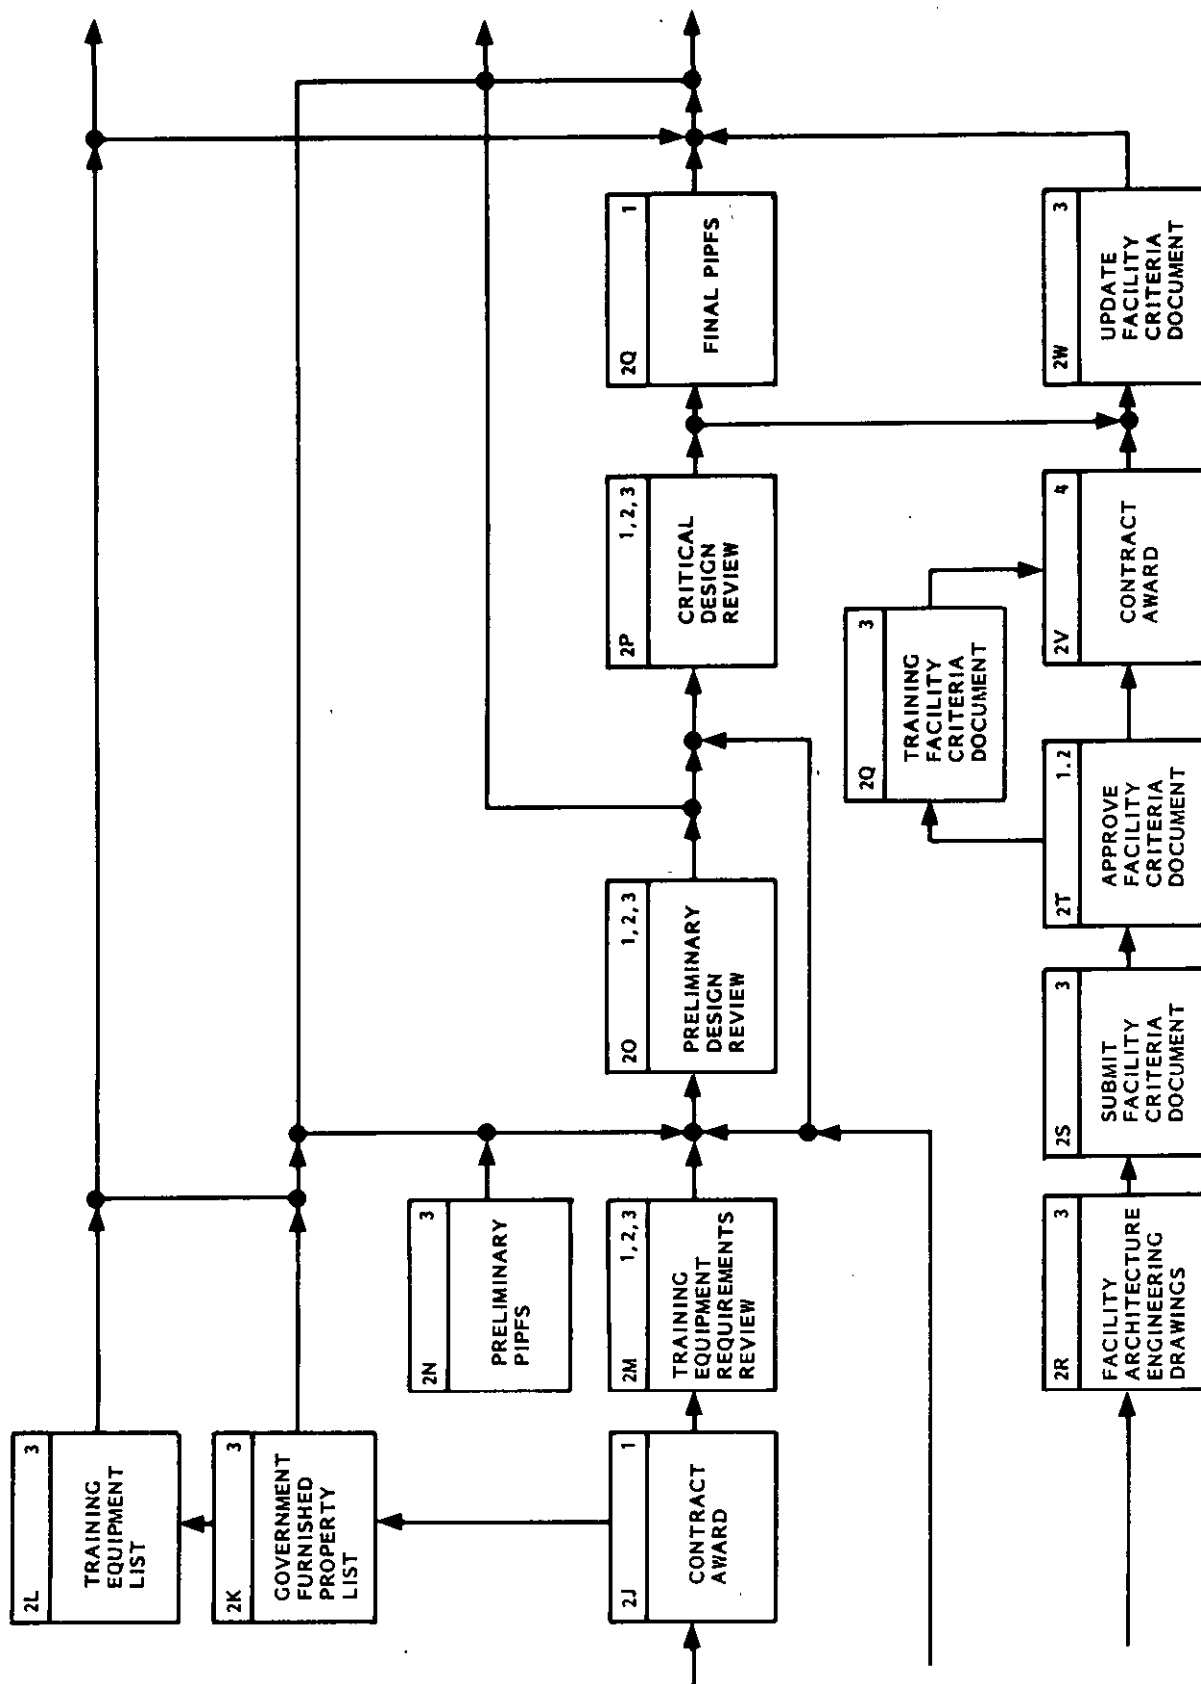 2L 3
TRAINING
EQUIPMENT
LIST
2K 3
GOVERNMENT
FURNISHED
PROPERTY
LIST
2J 1
CONTRACT
AWARD
2N 3
PRELIMINARY
PIPFS
2M 1, 2, 3
TRAINING
EQUIPMENT
REQUIREMENTS
REVIEW
2O 1, 2, 3
PRELIMINARY
DESIGN
REVIEW
2P 1, 2, 3
CRITICAL
DESIGN
REVIEW
2Q 1
FINAL PIPFS
2R 3
FACILITY
ARCHITECTURE
ENGINEERING
DRAWINGS
2S 3
SUBMIT
FACILITY
CRITERIA
DOCUMENT
2T 1.2
APPROVE
FACILITY
CRITERIA
DOCUMENT
2Q 3
TRAINING
FACILITY
CRITERIA
DOCUMENT
2V 4
CONTRACT
AWARD
2W 3
UPDATE
FACILITY
CRITERIA
DOCUMENT